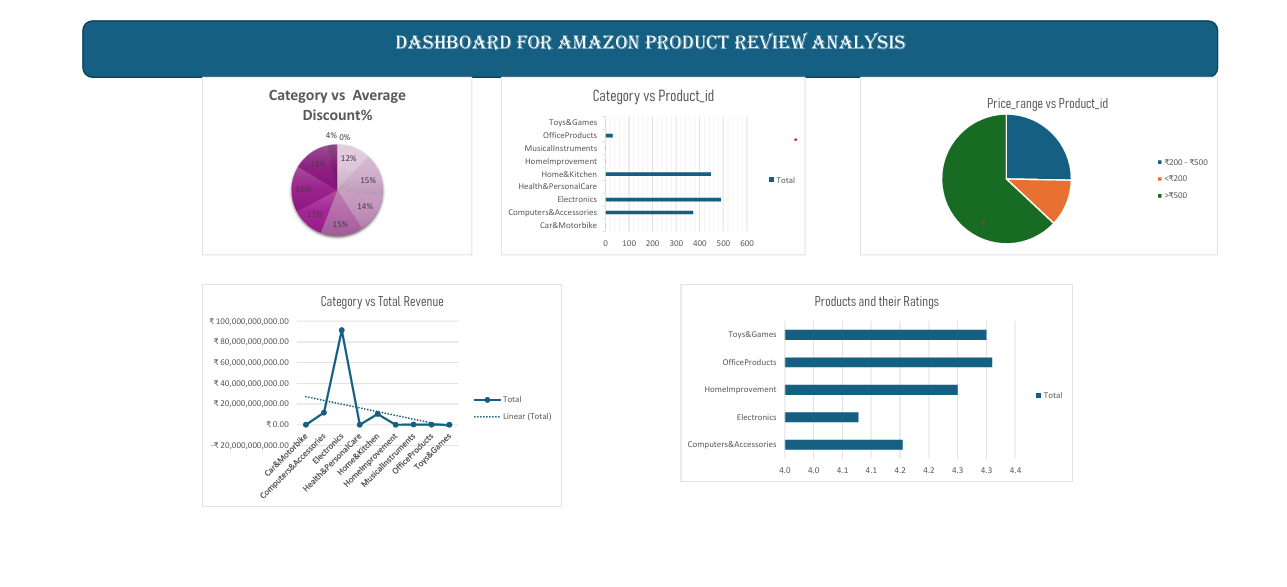 DASHBOARD FOR AMAZON PRODUCT REVIEW ANALYSIS
Category vs Average
Discount%
4% 0%
12%
15%
14%
15%
11%
Category vs Product_id
Toys&Games
OfficeProducts
MusicalInstruments
HomeImprovement
Home&Kitchen
Health&PersonalCare
Electronics
Computers&Accessories
Car&Motorbike
0 100 200 300 400 500 600
Total
Price_range vs Product_id
₹200 - ₹500
<₹200
>₹500
Category vs Total Revenue
₹ 100,000,000,000.00
₹ 80,000,000,000.00
₹ 60,000,000,000.00
₹ 40,000,000,000.00
₹ 20,000,000,000.00
₹ 0.00
-₹ 20,000,000,000.00
Car&Motorbike
Computers&Accessories
Electronics
Health&PersonalCare
Home&Kitchen
HomeImprovement
MusicalInstruments
OfficeProducts
Toys&Games
Total
Linear (Total)
Products and their Ratings
Toys&Games
OfficeProducts
HomeImprovement
Electronics
Computers&Accessories
4.0 4.0 4.1 4.1 4.2 4.2 4.3 4.3 4.4
Total